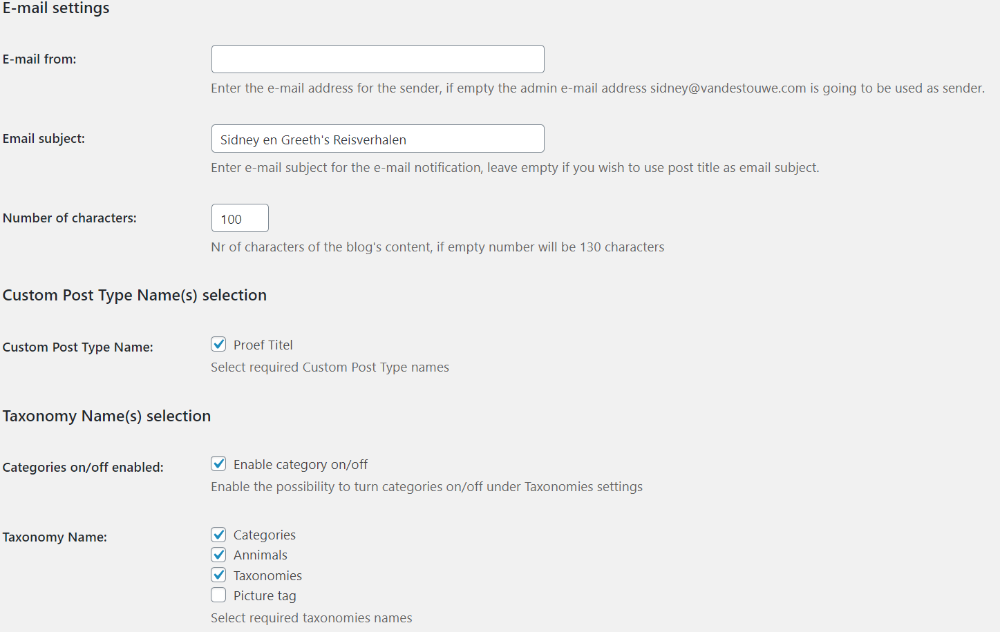 E-mail settings
E-mail from:
Enter the e-mail address for the sender, if empty the admin e-mail address sidney@vandestouwe.com is going to be used as sender.
Email subject:
Sidney en Greeth's Reisverhalen
Enter e-mail subject for the e-mail notification, leave empty if you wish to use post title as email subject.
Number of characters:
100
Nr of characters of the blog's content, if empty number will be 130 characters
Custom Post Type Name(s) selection
Custom Post Type Name:
Proef Titel
Select required Custom Post Type names
Taxonomy Name(s) selection
Categories on/off enabled:
Enable category on/off
Enable the possibility to turn categories on/off under Taxonomies settings
Taxonomy Name:
Categories
Annimals
Taxonomies
Picture tag
Select required taxonomies names